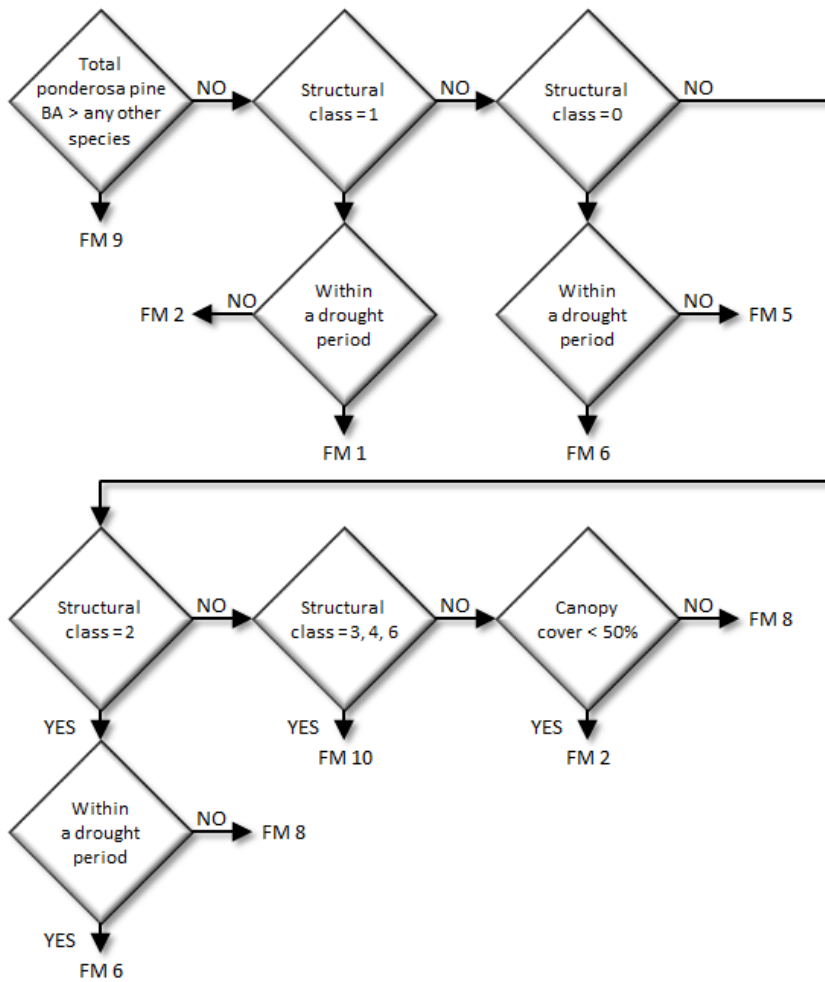 Total
ponderosa pine
BA > any other
species
NO
Structural
class = 1
NO
Structural
class = 0
NO
FM 9
Within
a drought
period
NO
FM 2
FM 1
Within
a drought
period
NO
FM 5
FM 6
Structural
class = 2
NO
Structural
class = 3, 4, 6
NO
Canopy
cover < 50%
NO
FM 8
YES
YES
FM 10
YES
FM 2
Within
a drought
period
NO
FM 8
YES
FM 6